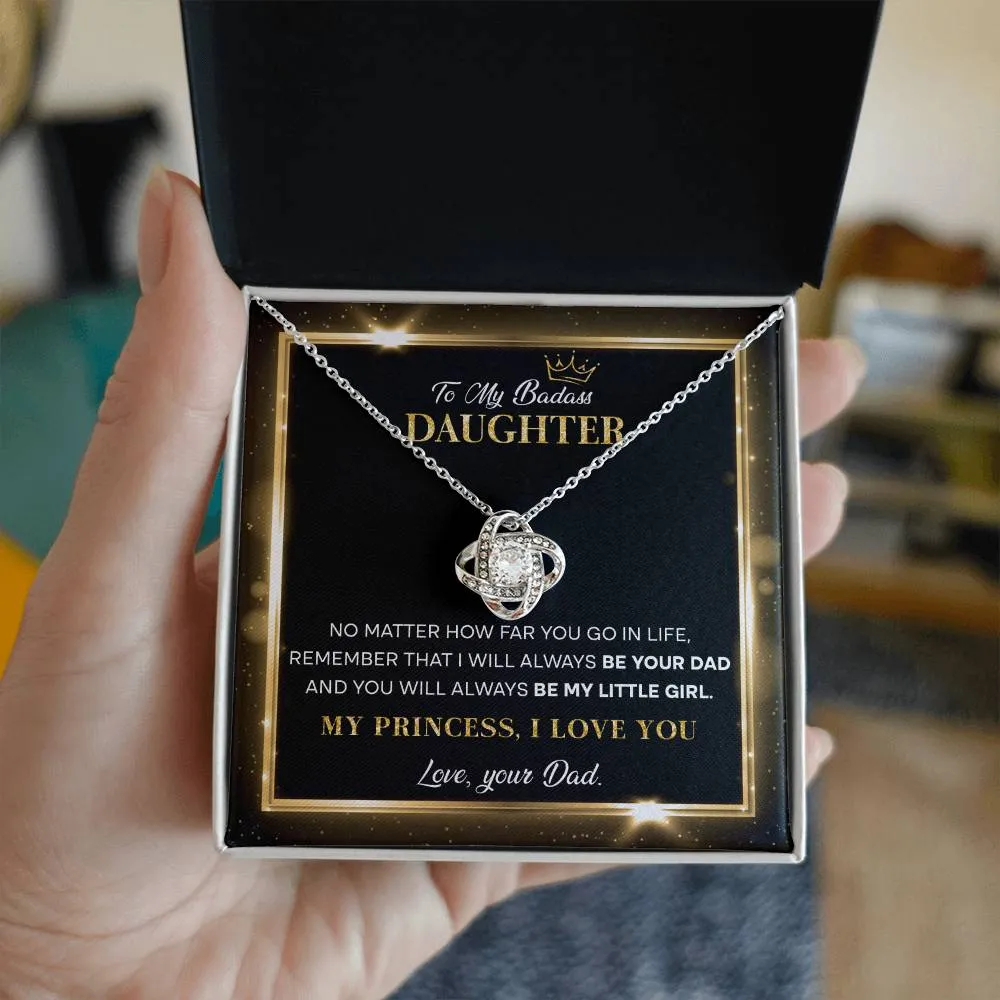 To My Badass
DAUGHTER
NO MATTER HOW FAR YOU GO IN LIFE,
REMEMBER THAT I WILL ALWAYS BE YOUR DAD
AND YOU WILL ALWAYS BE MY LITTLE GIRL.
MY PRINCESS, I LOVE YOU
Love, your Dad.